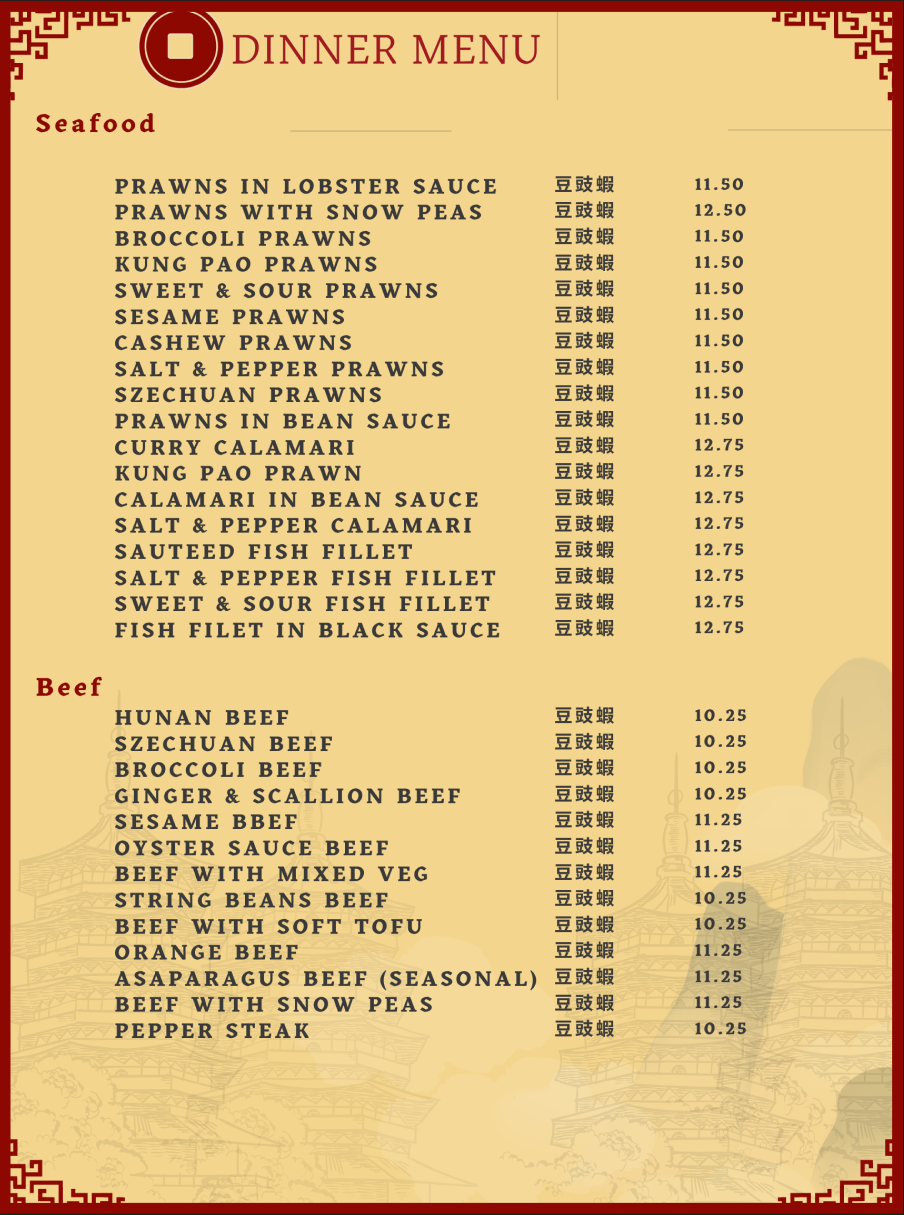 DINNER MENU
Seafood
PRAWNS IN LOBSTER SAUCE 豆豉蝦 11.50
PRAWNS WITH SNOW PEAS 豆豉蝦 12.50
BROCCOLI PRAWNS 豆豉蝦 11.50
KUNG PAO PRAWNS 豆豉蝦 11.50
SWEET & SOUR PRAWNS 豆豉蝦 11.50
SESAME PRAWNS 豆豉蝦 11.50
CASHEW PRAWNS 豆豉蝦 11.50
SALT & PEPPER PRAWNS 豆豉蝦 11.50
SZECHUAN PRAWNS 豆豉蝦 11.50
PRAWNS IN BEAN SAUCE 豆豉蝦 11.50
CURRY CALAMARI 豆豉蝦 12.75
KUNG PAO PRAWN 豆豉蝦 12.75
CALAMARI IN BEAN SAUCE 豆豉蝦 12.75
SALT & PEPPER CALAMARI 豆豉蝦 12.75
SAUTEED FISH FILLET 豆豉蝦 12.75
SALT & PEPPER FISH FILLET 豆豉蝦 12.75
SWEET & SOUR FISH FILLET 豆豉蝦 12.75
FISH FILET IN BLACK SAUCE 豆豉蝦 12.75
Beef
HUNAN BEEF 豆豉蝦 10.25
SZECHUAN BEEF 豆豉蝦 10.25
BROCCOLI BEEF 豆豉蝦 10.25
GINGER & SCALLION BEEF 豆豉蝦 10.25
SESAME BBEF 豆豉蝦 11.25
OYSTER SAUCE BEEF 豆豉蝦 11.25
BEEF WITH MIXED VEG 豆豉蝦 11.25
STRING BEANS BEEF 豆豉蝦 10.25
BEEF WITH SOFT TOFU 豆豉蝦 10.25
ORANGE BEEF 豆豉蝦 11.25
ASAPARAGUS BEEF (SEASONAL) 豆豉蝦 11.25
BEEF WITH SNOW PEAS 豆豉蝦 11.25
PEPPER STEAK 豆豉蝦 10.25